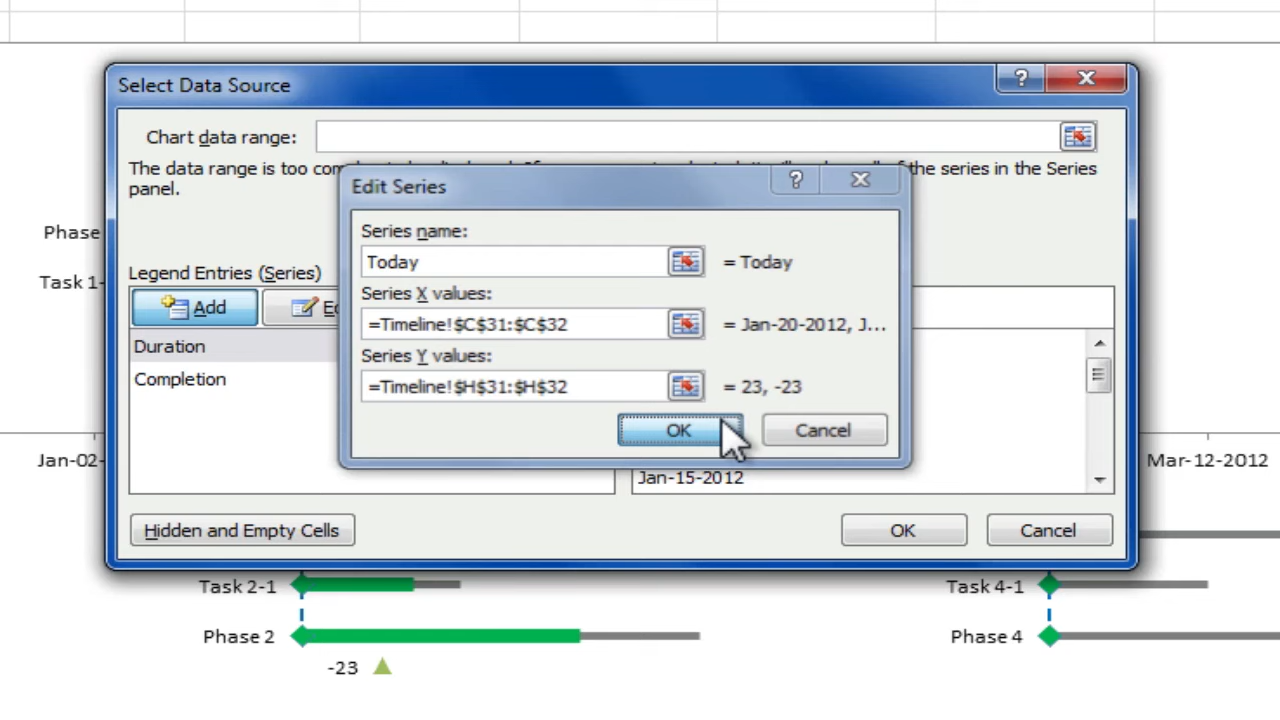 Select Data Source
Chart data range:
The data range is too
the series in the Series
panel.
Edit Series
Series name:
Today
= Today
Series X values:
=Timeline!$C$31:$C$32
= Jan-20-2012, J...
Series Y values:
=Timeline!$H$31:$H$32
= 23, -23
OK
Cancel
Legend Entries (Series)
Add
Duration
Completion
Jan-15-2012
Hidden and Empty Cells
OK
Cancel
Phase
Task 1-
Jan-02-
Mar-12-2012
Task 2-1
Task 4-1
Phase 2
Phase 4
-23